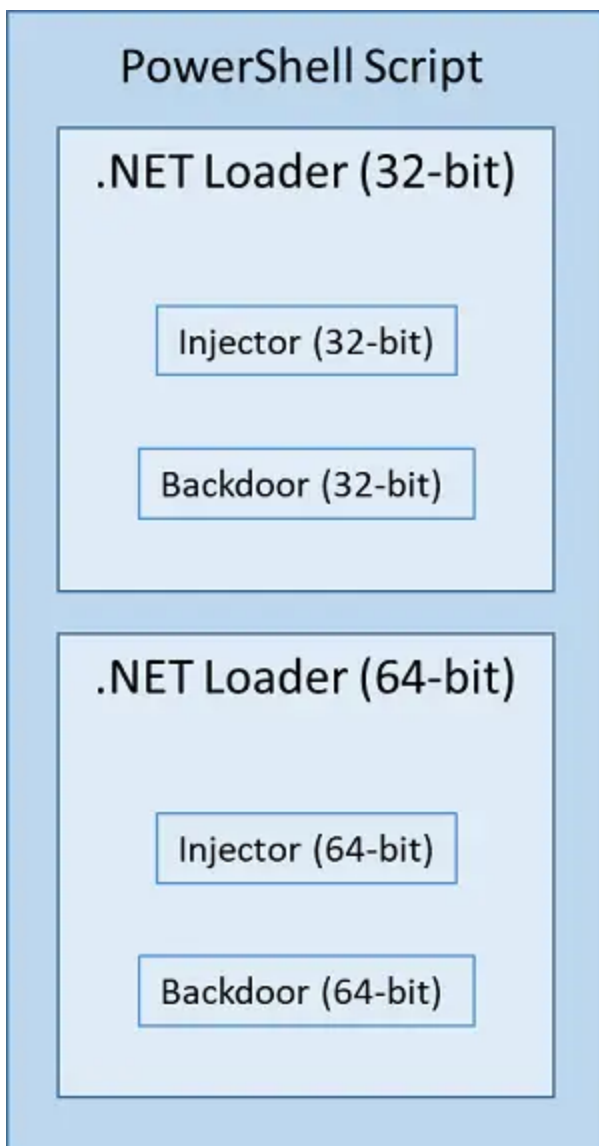 PowerShell Script
.NET Loader (32-bit)
Injector (32-bit)
Backdoor (32-bit)
.NET Loader (64-bit)
Injector (64-bit)
Backdoor (64-bit)